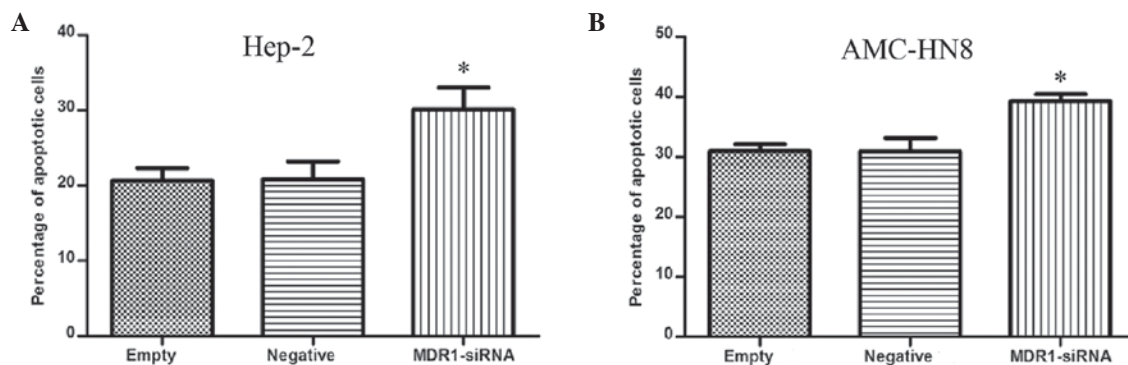 A
Hep-2
Percentage of apoptotic cells
40
30
20
10
0
*
Empty Negative MDR1-siRNA
B
AMC-HN8
Percentage of apoptotic cells
50
40
30
20
10
0
*
Empty Negative MDR1-siRNA